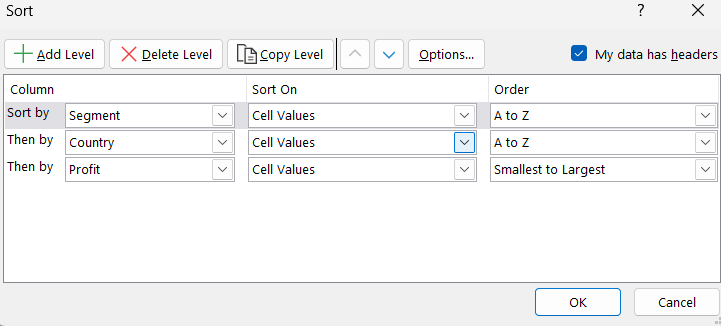 Sort ?
Add Level Delete Level Copy Level Options... My data has headers
Column Sort On Order
Sort by Segment Cell Values A to Z
Then by Country Cell Values A to Z
Then by Profit Cell Values Smallest to Largest
OK Cancel